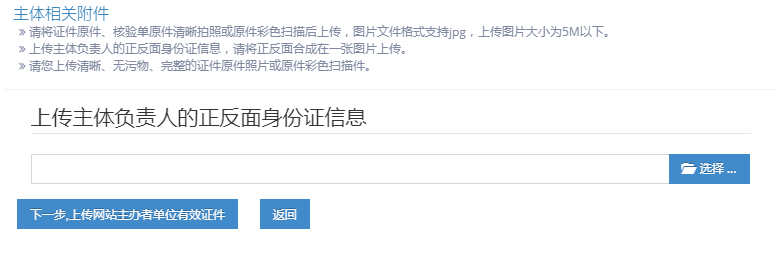 主体相关附件
» 请将证件原件、核验单原件清晰拍照或原件彩色扫描后上传，图片文件格式支持jpg，上传图片大小为5M以下。
» 上传主体负责人的正反面身份证信息，请将正反面合成在一张图片上传。
» 请您上传清晰、无污物、完整的证件原件照片或原件彩色扫描件。
上传主体负责人的正反面身份证信息
选择 ...
下一步,上传网站主办者单位有效证件 返回